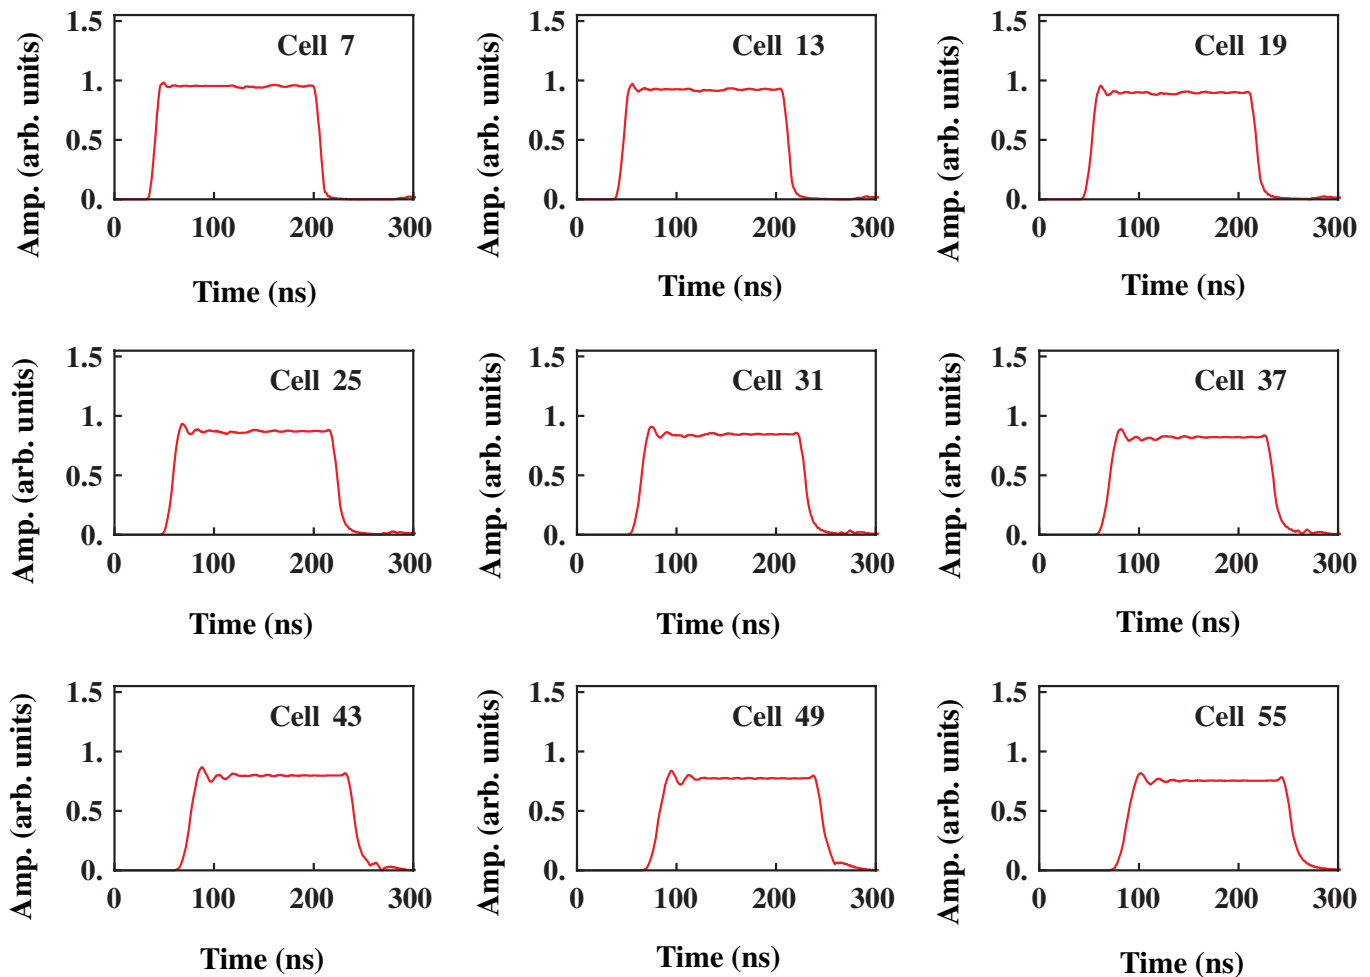 Amp. (arb. units)
1.5
1.
0.5
0.
Cell 7
0 100 200 300
Time (ns)
Amp. (arb. units)
1.5
1.
0.5
0.
Cell 13
0 100 200 300
Time (ns)
Amp. (arb. units)
1.5
1.
0.5
0.
Cell 19
0 100 200 300
Time (ns)
Amp. (arb. units)
1.5
1.
0.5
0.
Cell 25
0 100 200 300
Time (ns)
Amp. (arb. units)
1.5
1.
0.5
0.
Cell 31
0 100 200 300
Time (ns)
Amp. (arb. units)
1.5
1.
0.5
0.
Cell 37
0 100 200 300
Time (ns)
Amp. (arb. units)
1.5
1.
0.5
0.
Cell 43
0 100 200 300
Time (ns)
Amp. (arb. units)
1.5
1.
0.5
0.
Cell 49
0 100 200 300
Time (ns)
Amp. (arb. units)
1.5
1.
0.5
0.
Cell 55
0 100 200 300
Time (ns)